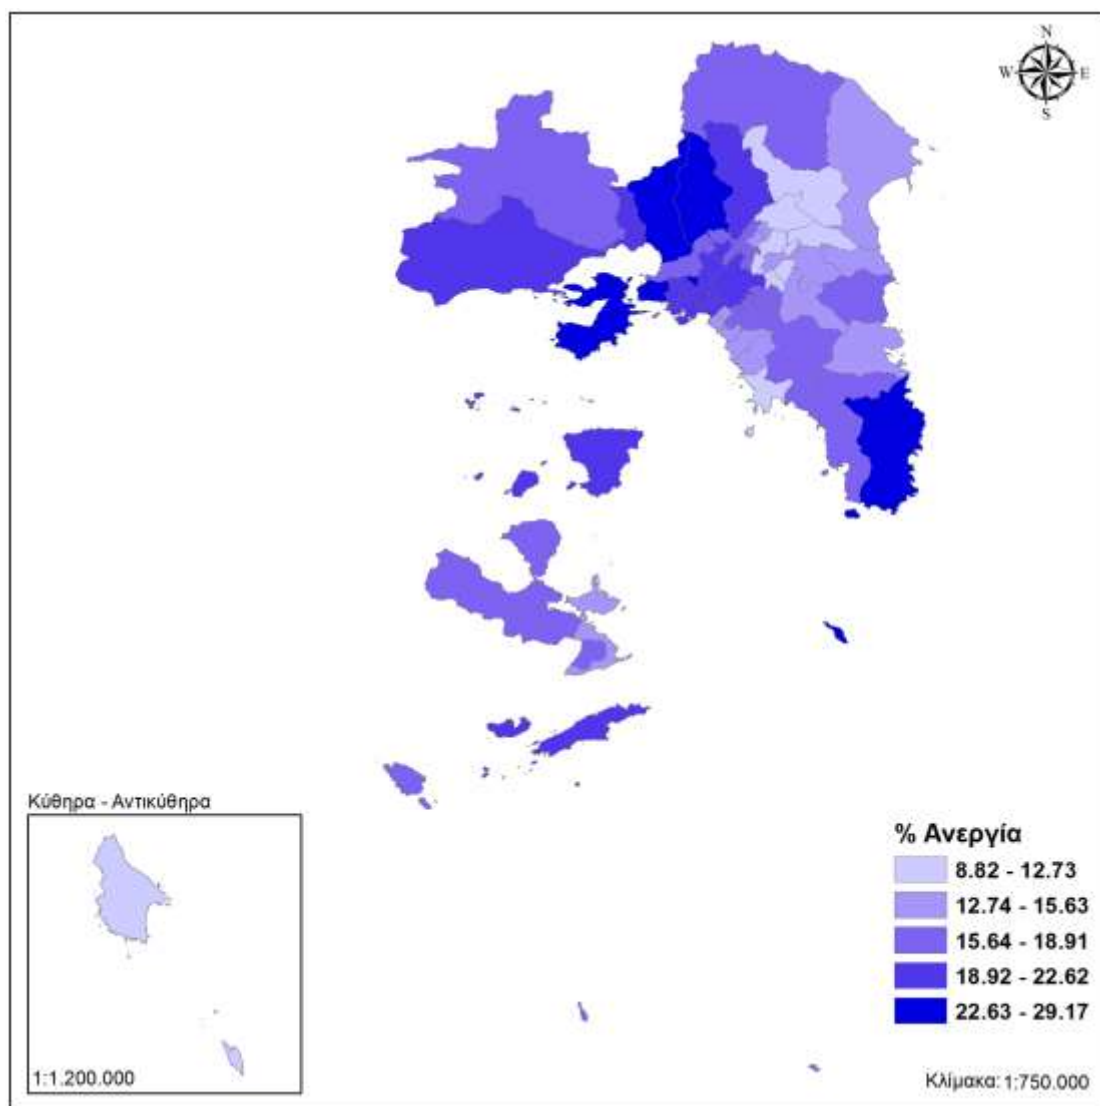 N
W E
S
Κύθηρα - Αντικύθηρα
1:1.200.000
% Ανεργία
8.82 - 12.73
12.74 - 15.63
15.64 - 18.91
18.92 - 22.62
22.63 - 29.17
Κλίμακα: 1:750.000